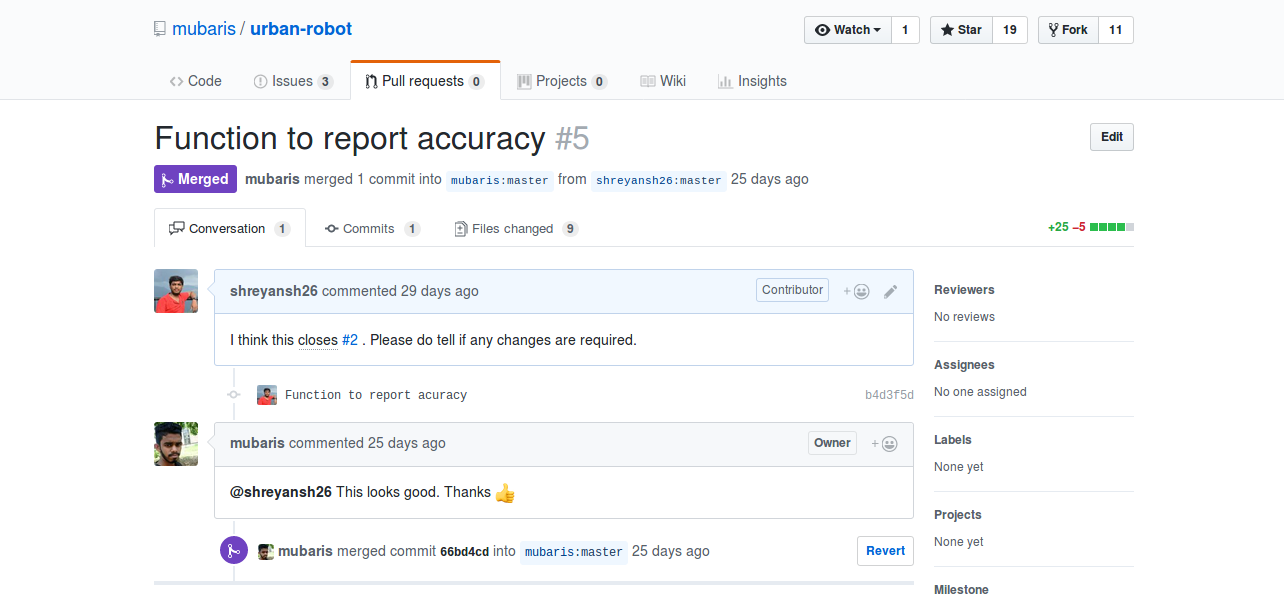 mubaris / urban-robot
Watch 1 Star 19 Fork 11
Code Issues 3 Pull requests 0 Projects 0 Wiki Insights
Function to report accuracy #5
Edit
Merged mubaris merged 1 commit into mubaris:master from shreyansh26:master 25 days ago
Conversation 1 Commits 1 Files changed 9
+25 −5
shreyansh26 commented 29 days ago
Contributor +
I think this closes #2 . Please do tell if any changes are required.
Function to report acuracy b4d3f5d
mubaris commented 25 days ago
Owner +
@shreyansh26 This looks good. Thanks
mubaris merged commit 66bd4cd into mubaris:master 25 days ago
Revert
Reviewers
No reviews
Assignees
No one assigned
Labels
None yet
Projects
None yet
Milestone